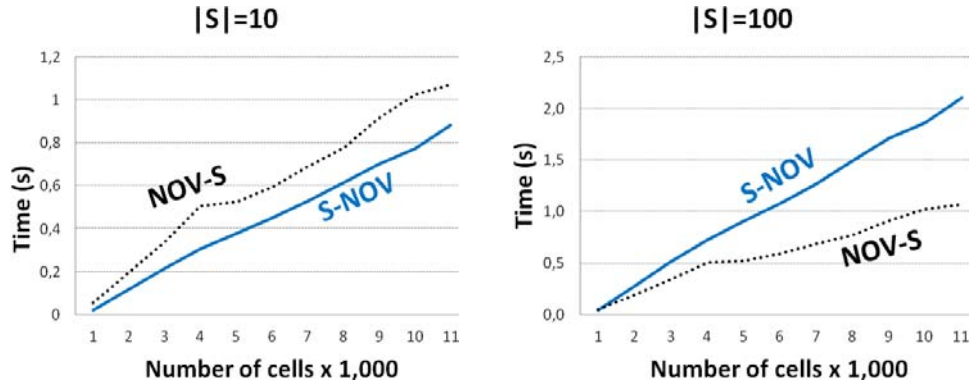 |S|=10
Time (s)
1,2
1
0,8
0,6
0,4
0,2
0
NOV-S
S-NOV
1 2 3 4 5 6 7 8 9 10 11
Number of cells x 1,000
|S|=100
Time (s)
2,5
2,0
1,5
1,0
0,5
0,0
S-NOV
NOV-S
1 2 3 4 5 6 7 8 9 10 11
Number of cells x 1,000